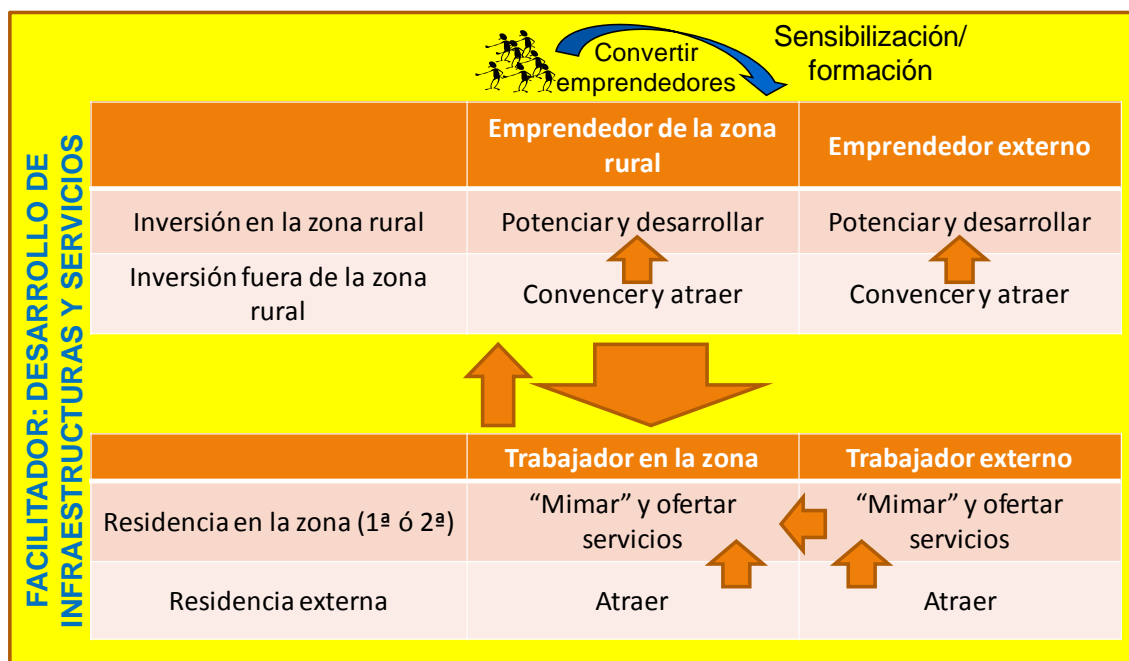 FACILITADOR: DESARROLLO DE
INFRAESTRUCTURAS Y SERVICIOS
Convertir
emprendedores
Sensibilización/
formación
Emprendedor de la zona
rural
Emprendedor externo
Inversión en la zona rural
Potenciar y desarrollar
Potenciar y desarrollar
Inversión fuera de la zona
rural
Convencer y atraer
Convencer y atraer
Trabajador en la zona
Trabajador externo
Residencia en la zona (1ª ó 2ª)
“Mimar” y ofertar
servicios
“Mimar” y ofertar
servicios
Residencia externa
Atraer
Atraer